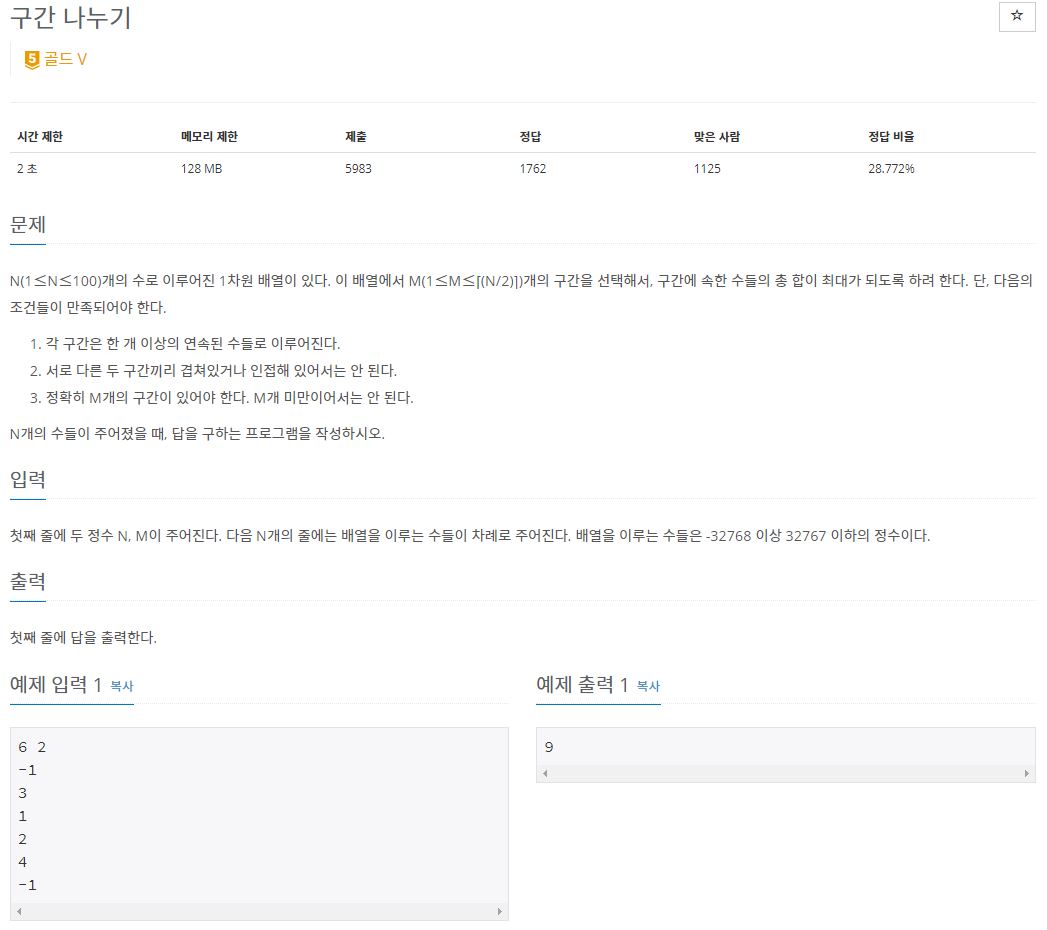 구간 나누기
☆
5 골드 V
시간 제한 메모리 제한 제출 정답 맞은 사람 정답 비율
2 초 128 MB 5983 1762 1125 28.772%
문제
N(1≤N≤100)개의 수로 이루어진 1차원 배열이 있다. 이 배열에서 M(1≤M≤⌈(N/2)⌉)개의 구간을 선택해서, 구간에 속한 수들의 총 합이 최대가 되도록 하려 한다. 단, 다음의
조건들이 만족되어야 한다.
1. 각 구간은 한 개 이상의 연속된 수들로 이루어진다.
2. 서로 다른 두 구간끼리 겹쳐있거나 인접해 있어서는 안 된다.
3. 정확히 M개의 구간이 있어야 한다. M개 미만이어서는 안 된다.
N개의 수들이 주어졌을 때, 답을 구하는 프로그램을 작성하시오.
입력
첫째 줄에 두 정수 N, M이 주어진다. 다음 N개의 줄에는 배열을 이루는 수들이 차례로 주어진다. 배열을 이루는 수들은 -32768 이상 32767 이하의 정수이다.
출력
첫째 줄에 답을 출력한다.
예제 입력 1 복사
6 2
-1
3
1
2
4
-1
예제 출력 1 복사
9